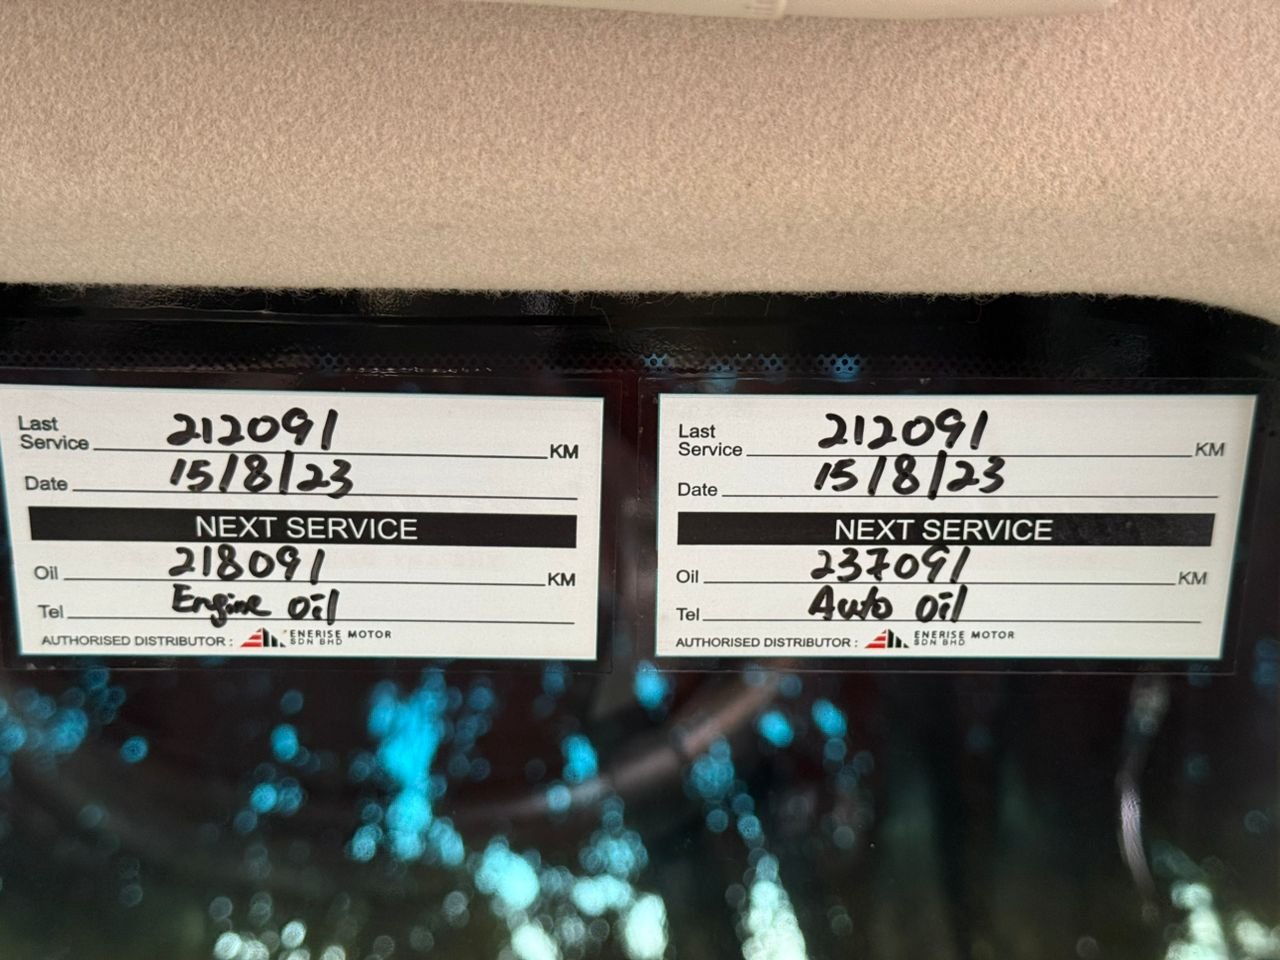 Last
Service 212091 KM
Date 15/8/23
NEXT SERVICE
Oil 218091 KM
Tel Engine oil
AUTHORISED DISTRIBUTOR : ENERISE MOTOR
SDN BHD
Last
Service 212091 KM
Date 15/8/23
NEXT SERVICE
Oil 237091 KM
Tel Auto oil
AUTHORISED DISTRIBUTOR : ENERISE MOTOR
SDN BHD